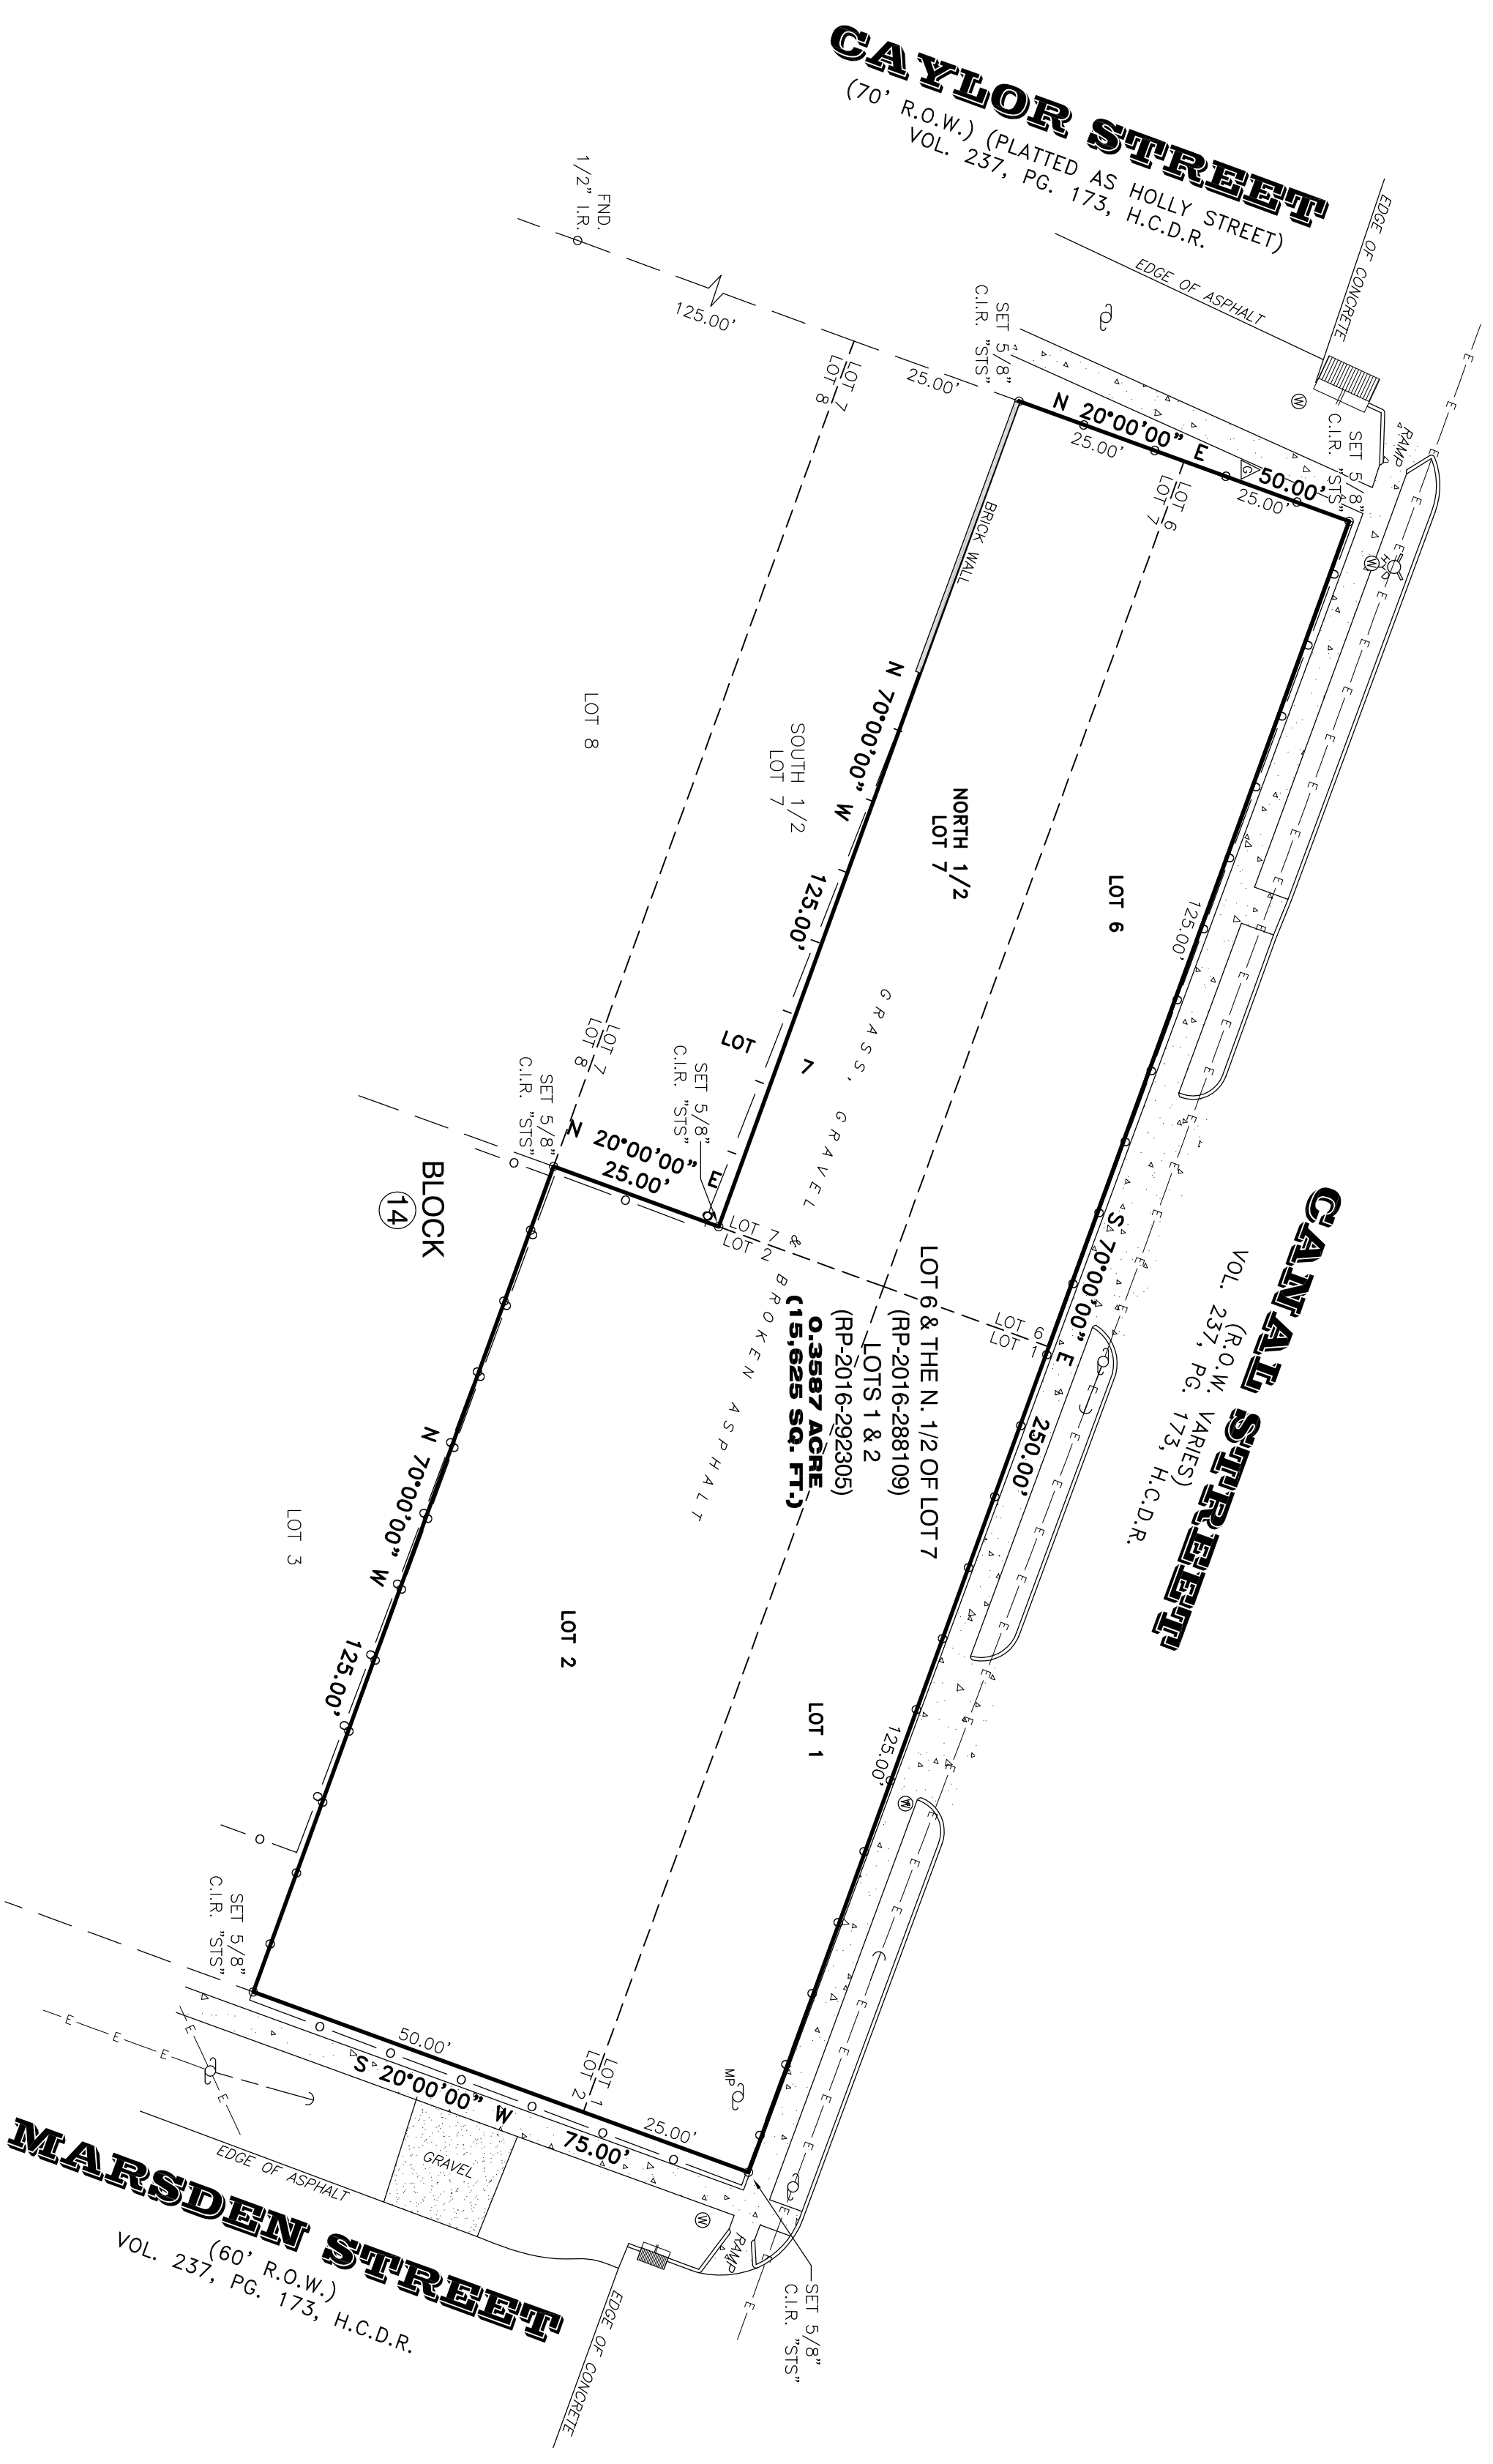 CAYLOR STREET
(70' R.O.W.) (PLATTED AS HOLLY STREET)
VOL. 237, PG. 173, H.C.D.R.
EDGE OF CONCRETE
EDGE OF ASPHALT
FND.
1/2" I.R.
125.00'
25.00'
SET 5/8"
C.I.R. "STS"
SET 5/8"
C.I.R. "STS"
RAMP
W
N 20°00'00" E
50.00'
25.00'
25.00'
G
HYD
W
LOT 7
LOT 8
LOT 6
LOT 7
BRICK WALL
N 70°00'00" W
125.00'
LOT 8
SOUTH 1/2
LOT 7
NORTH 1/2
LOT 7
LOT 6
125.00'
GRASS, GRAVEL & BROKEN ASPHALT
LOT 7
LOT 7
LOT 8
SET 5/8"
C.I.R. "STS"
SET 5/8"
C.I.R. "STS"
N 20°00'00" E
25.00'
BLOCK
14
LOT 7
LOT 2
LOT 6
LOT 1
S 70°00'00" E
250.00'
CANAL STREET
(R.O.W. VARIES)
VOL. 237, PG. 173, H.C.D.R.
LOT 6 & THE N. 1/2 OF LOT 7
(RP-2016-288109)
LOTS 1 & 2
(RP-2016-292305)
0.3587 ACRE
(15,625 SQ. FT.)
N 70°00'00" W
125.00'
LOT 3
LOT 2
LOT 1
125.00'
W
SET 5/8"
C.I.R. "STS"
50.00'
S 20°00'00" W
75.00'
25.00'
LOT 1
LOT 2
MP
GRAVEL
EDGE OF ASPHALT
W
RAMP
SET 5/8"
C.I.R. "STS"
EDGE OF CONCRETE
MARSDEN STREET
(60' R.O.W.)
VOL. 237, PG. 173, H.C.D.R.